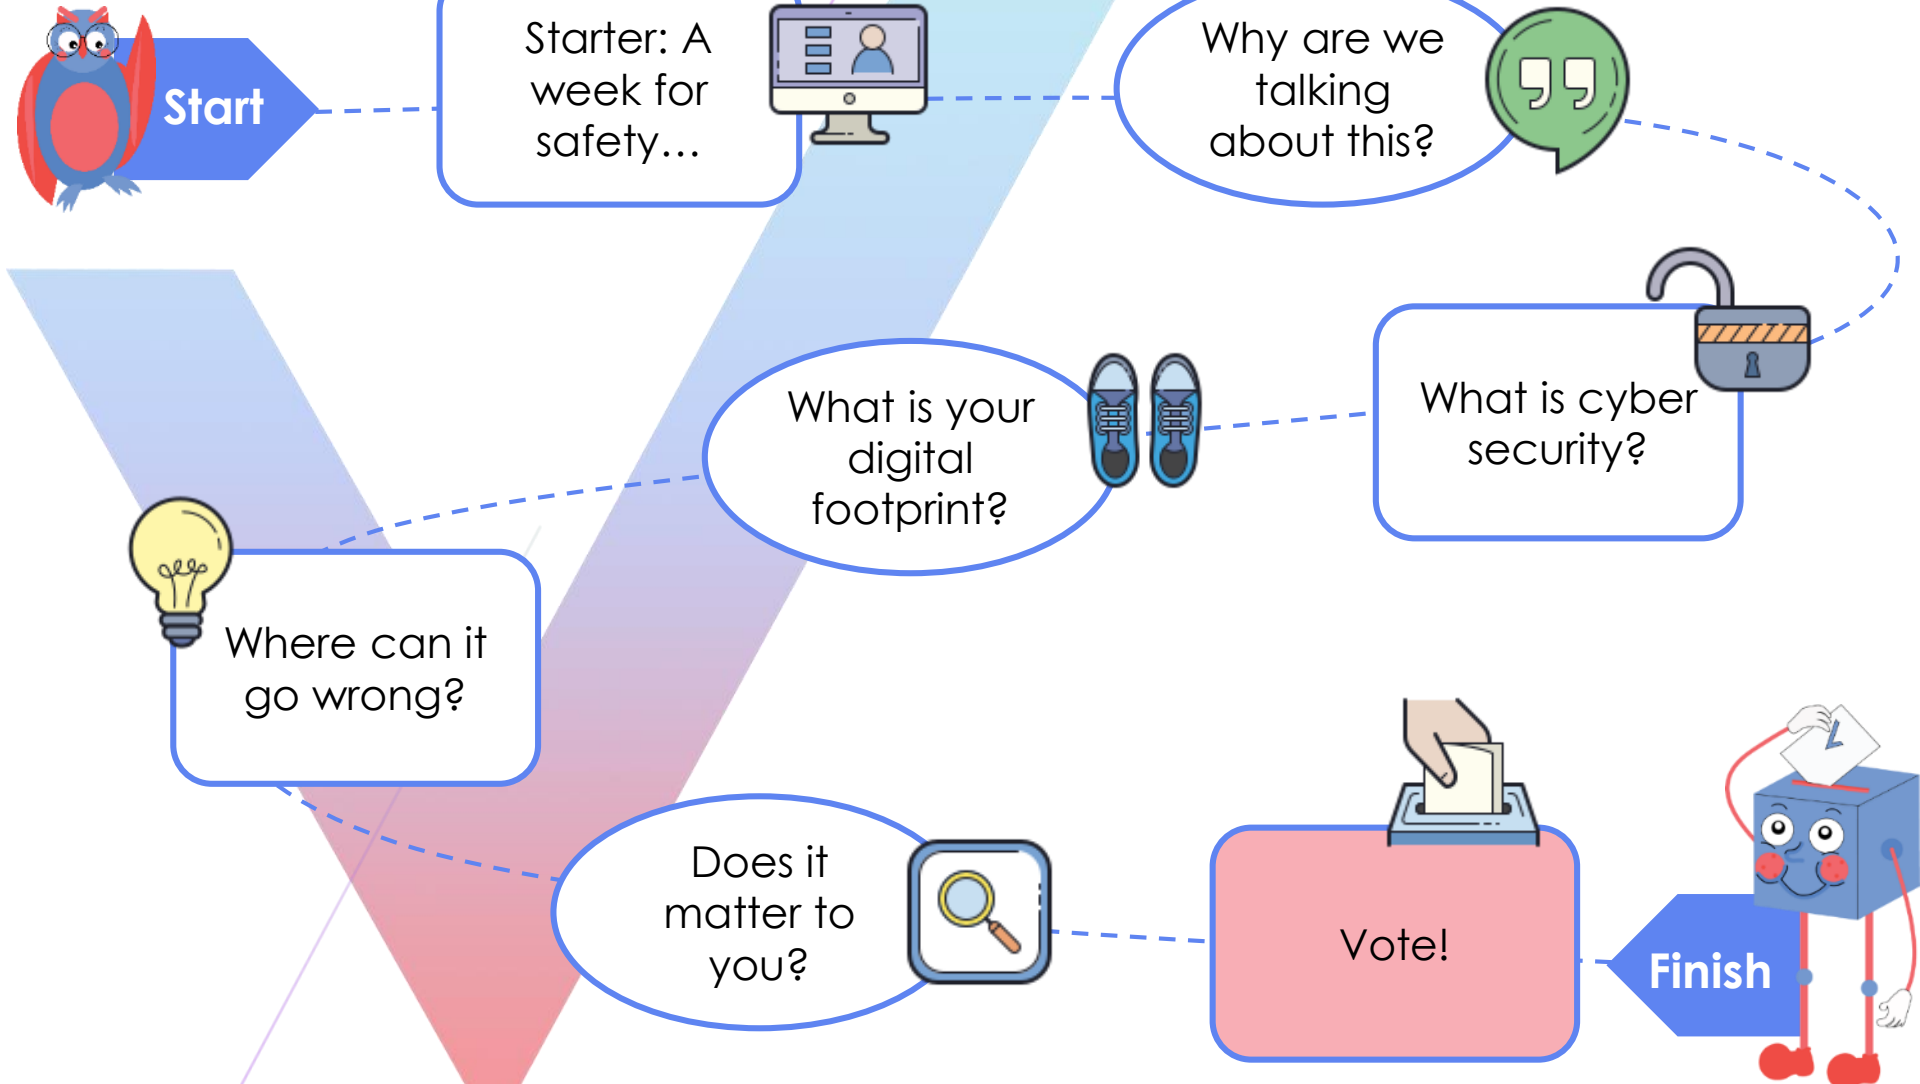 Start
Starter: A
week for
safety...
Why are we
talking
about this?
What is cyber
security?
What is your
digital
footprint?
Where can it
go wrong?
Does it
matter to
you?
Vote!
Finish